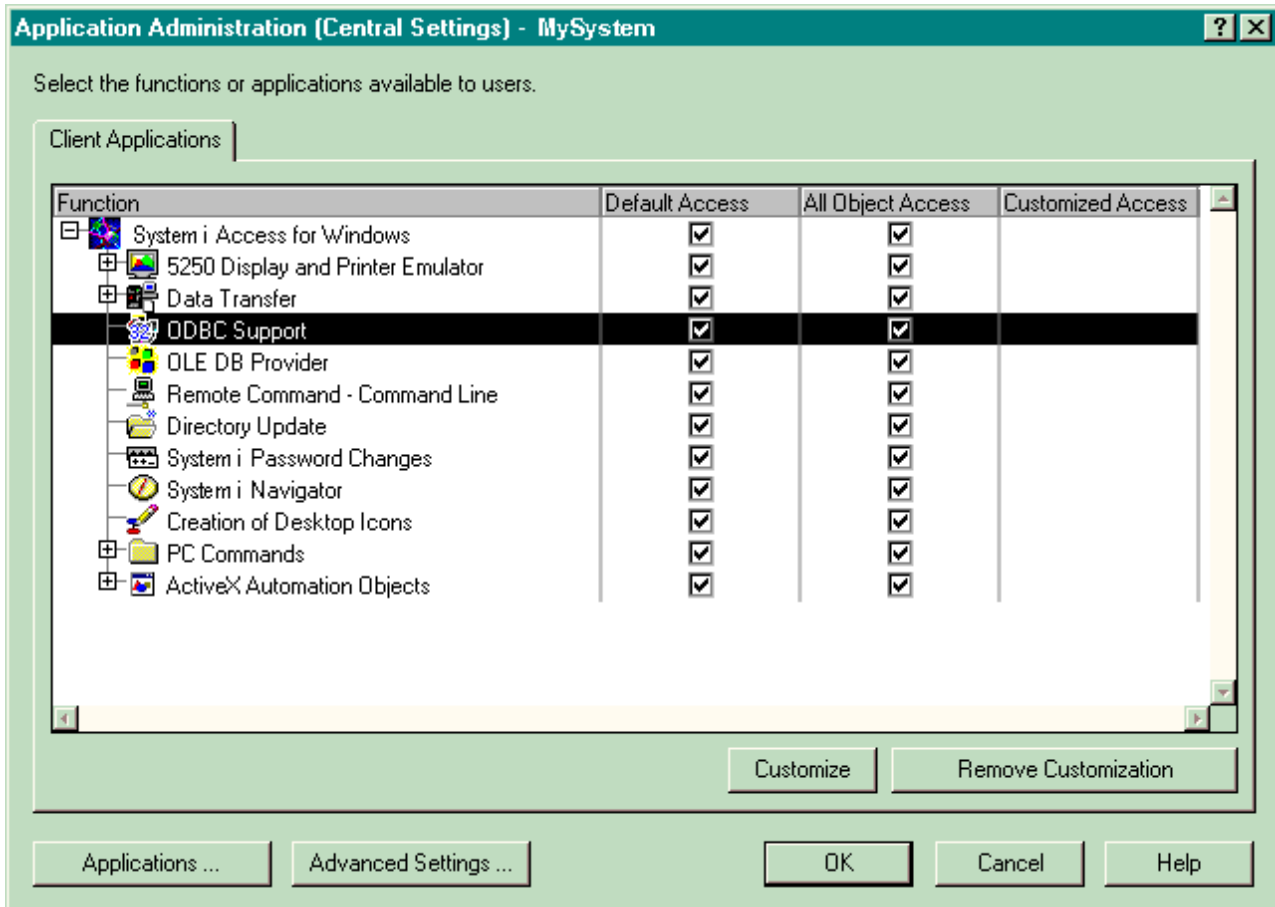 Application Administration (Central Settings) - MySystem
Select the functions or applications available to users.
Client Applications
Function Default Access All Object Access Customized Access
System i Access for Windows
5250 Display and Printer Emulator
Data Transfer
32 ODBC Support
OLE DB Provider
Remote Command - Command Line
Directory Update
System i Password Changes
System i Navigator
Creation of Desktop Icons
PC Commands
ActiveX Automation Objects
Customize Remove Customization
Applications ... Advanced Settings ... OK Cancel Help